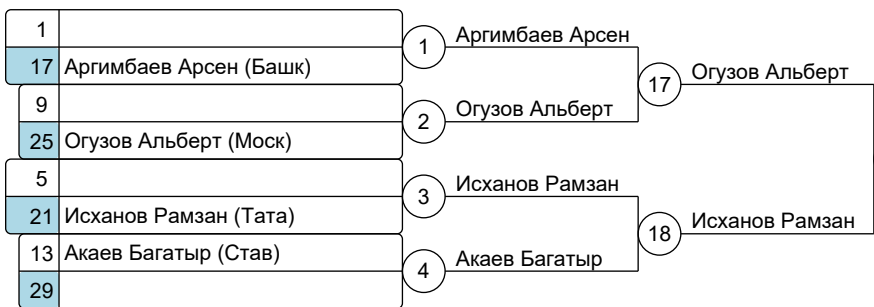 1
17 Аргимбаев Арсен (Башк)
9
25 Огузов Альберт (Моск)
5
21 Исханов Рамзан (Тата)
13 Акаев Багатыр (Став)
29
1 Аргимбаев Арсен
2 Огузов Альберт
3 Исханов Рамзан
4 Акаев Багатыр
17 Огузов Альберт
18 Исханов Рамзан